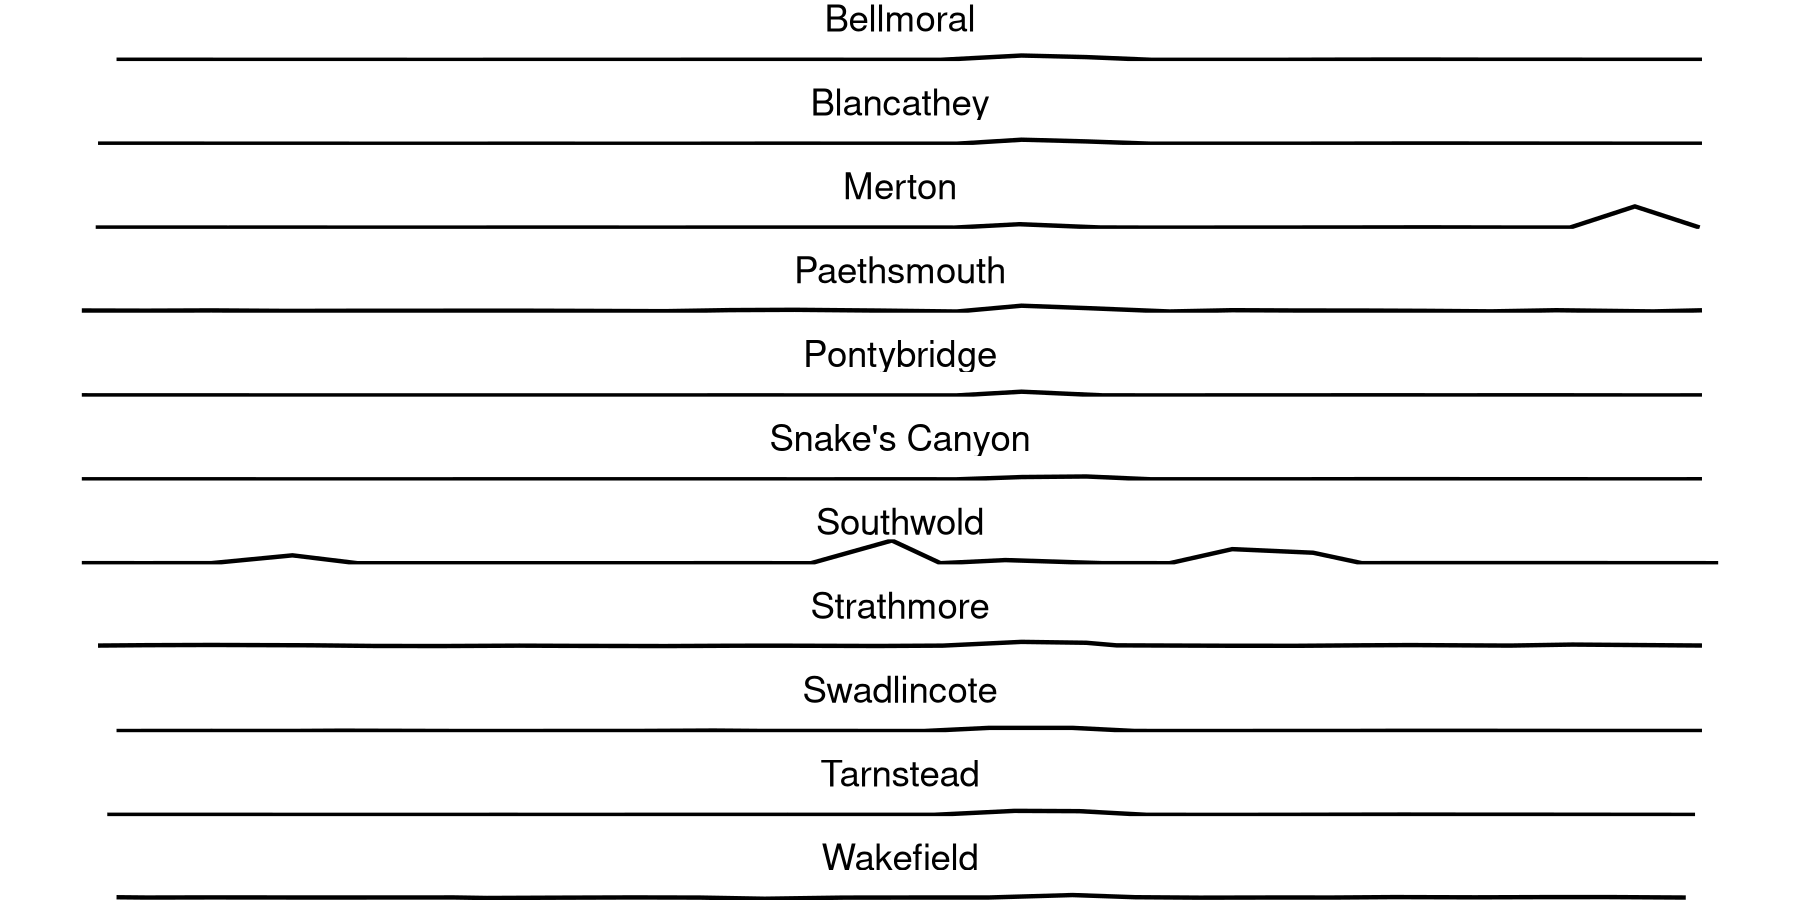 Bellmoral
Blancathey
Merton
Paethsmouth
Pontybridge
Snake's Canyon
Southwold
Strathmore
Swadlincote
Tarnstead
Wakefield